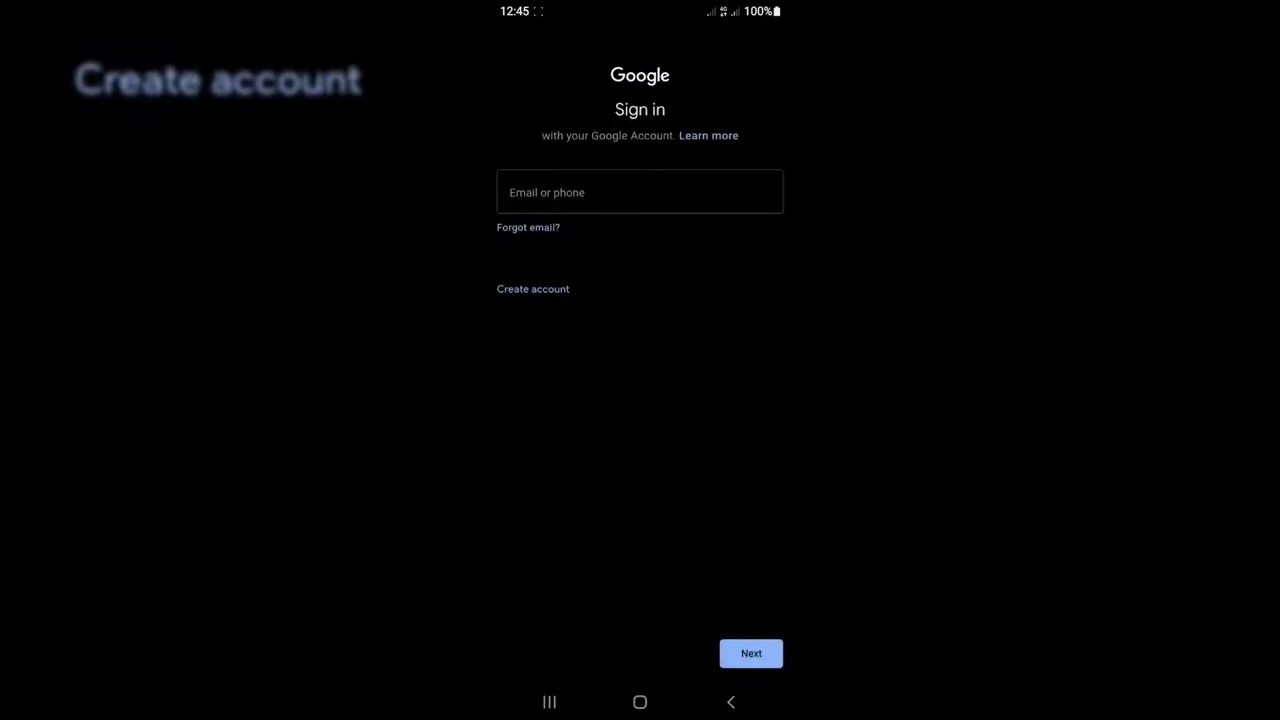 12:45 4G 100%
Create account
Google
Sign in
with your Google Account. Learn more
Email or phone
Forgot email?
Create account
Next